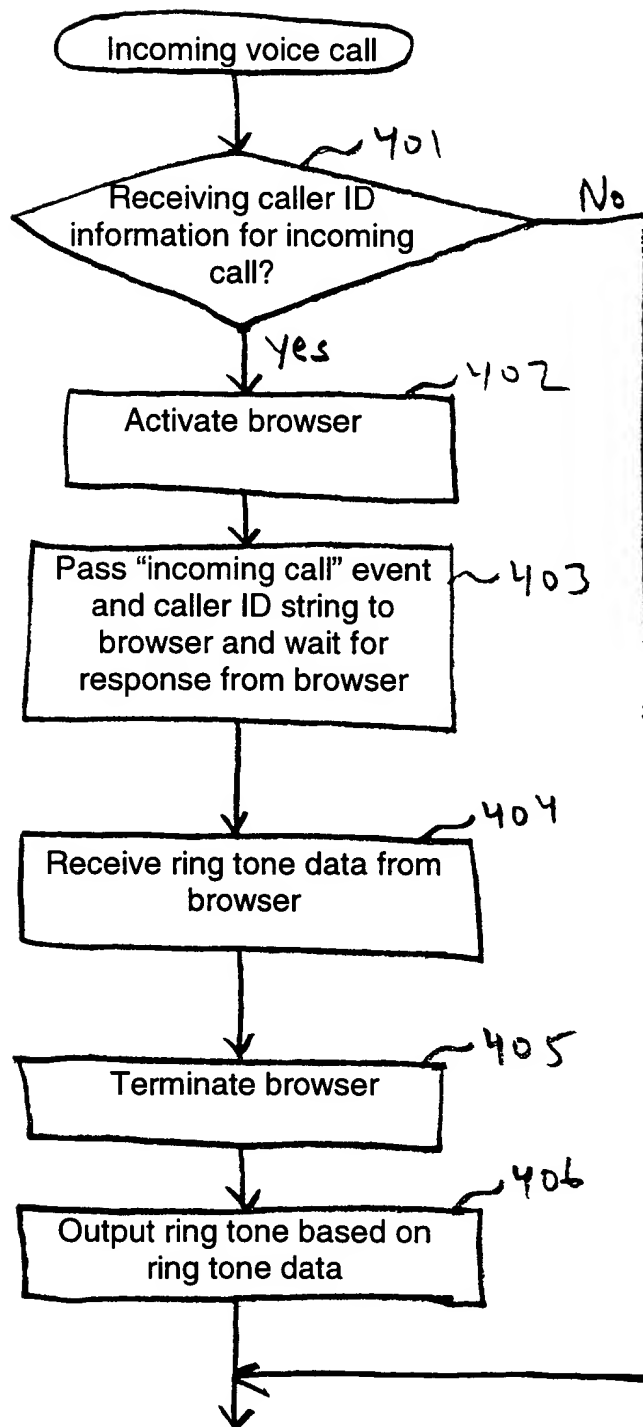 Incoming voice call
401
Receiving caller ID
information for incoming
call?
No
yes
402
Activate browser
403
Pass "incoming call" event
and caller ID string to
browser and wait for
response from browser
404
Receive ring tone data from
browser
405
Terminate browser
406
Output ring tone based on
ring tone data